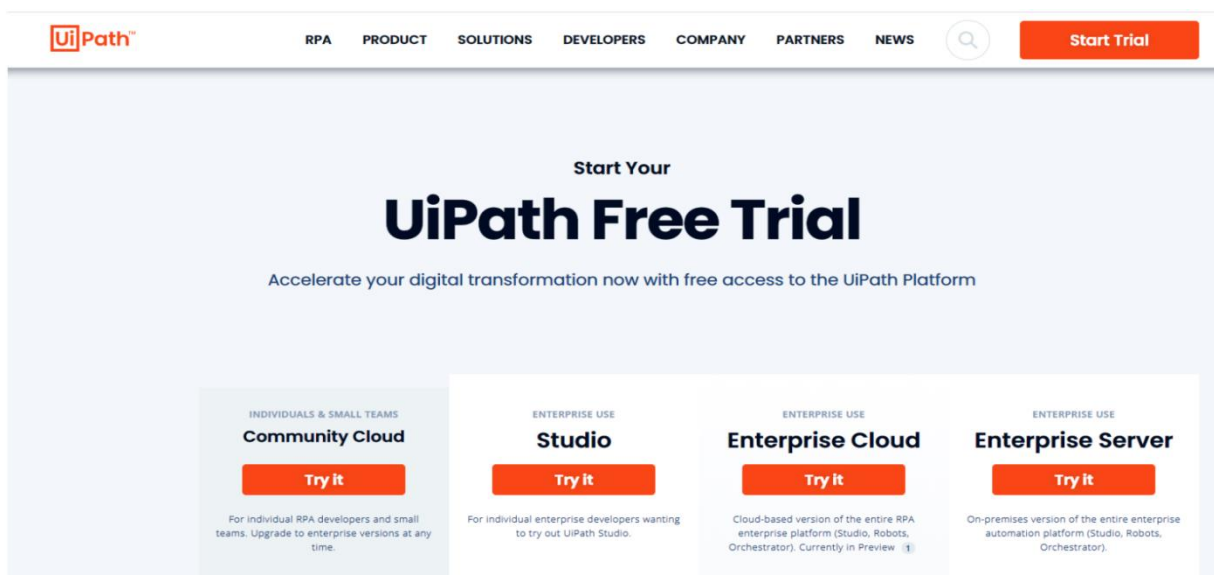 UiPath™
RPA PRODUCT SOLUTIONS DEVELOPERS COMPANY PARTNERS NEWS Start Trial
Start Your
UiPath Free Trial
Accelerate your digital transformation now with free access to the UiPath Platform
INDIVIDUALS & SMALL TEAMS
Community Cloud
Try it
For individual RPA developers and small
teams. Upgrade to enterprise versions at any
time.
ENTERPRISE USE
Studio
Try it
For individual enterprise developers wanting
to try out UiPath Studio.
ENTERPRISE USE
Enterprise Cloud
Try it
Cloud-based version of the entire RPA
enterprise platform (Studio, Robots,
Orchestrator). Currently in Preview 1
ENTERPRISE USE
Enterprise Server
Try it
On-premises version of the entire enterprise
automation platform (Studio, Robots,
Orchestrator).